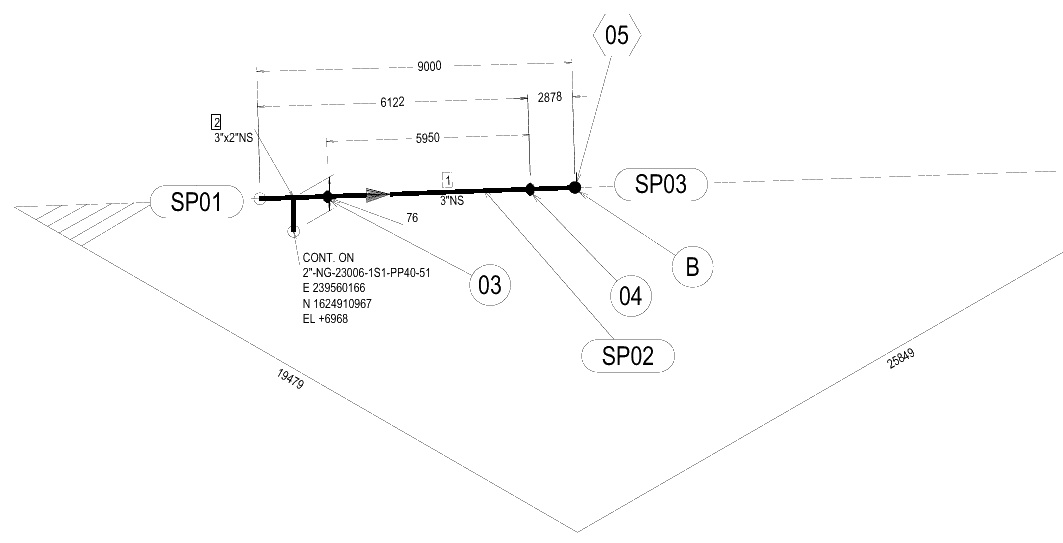 05
9000
6122
2878
2
3"x2"NS
5950
1
3"NS
SP01
SP03
76
CONT. ON
2"-NG-23006-1S1-PP40-51
E 239560166
N 1624910967
EL +6968
03
04
B
SP02
19479
25849